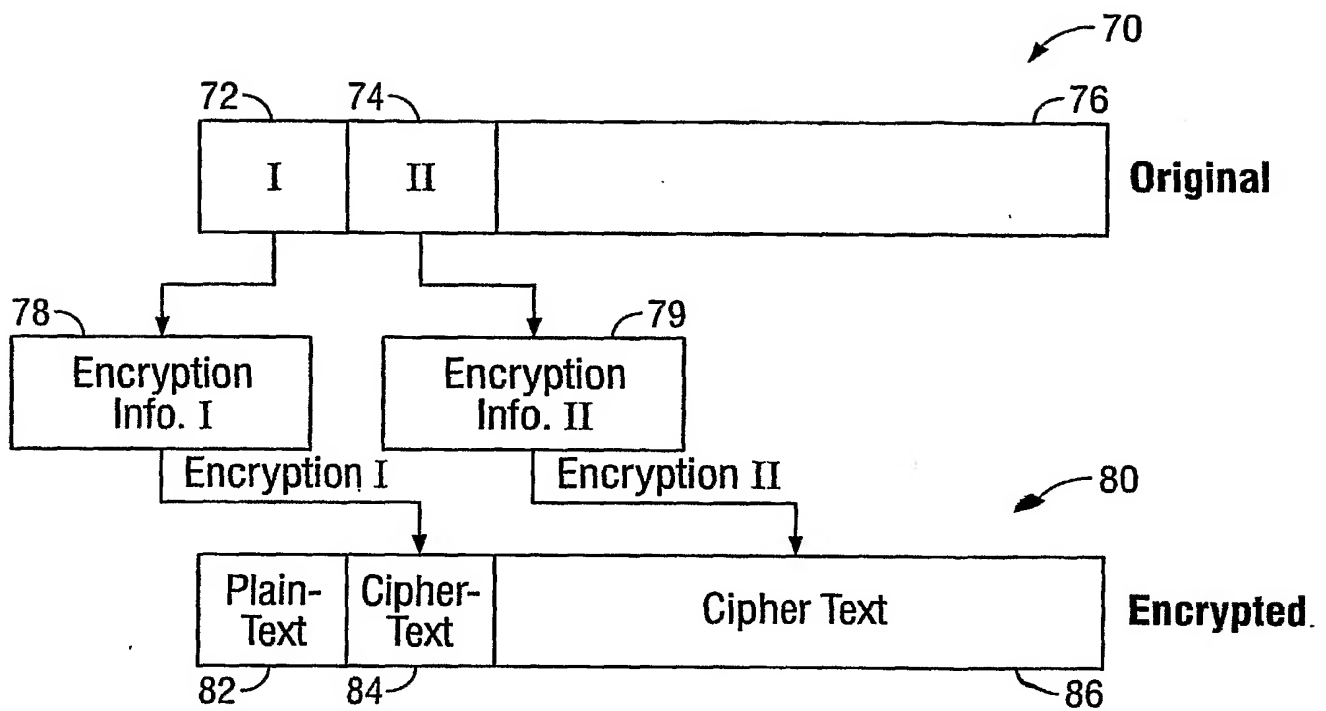 70
72
74
76
I
II
Original
78
79
Encryption
Info. I
Encryption
Info. II
Encryption I
Encryption II
80
Plain-
Text
Cipher-
Text
Cipher Text
Encrypted
82
84
86